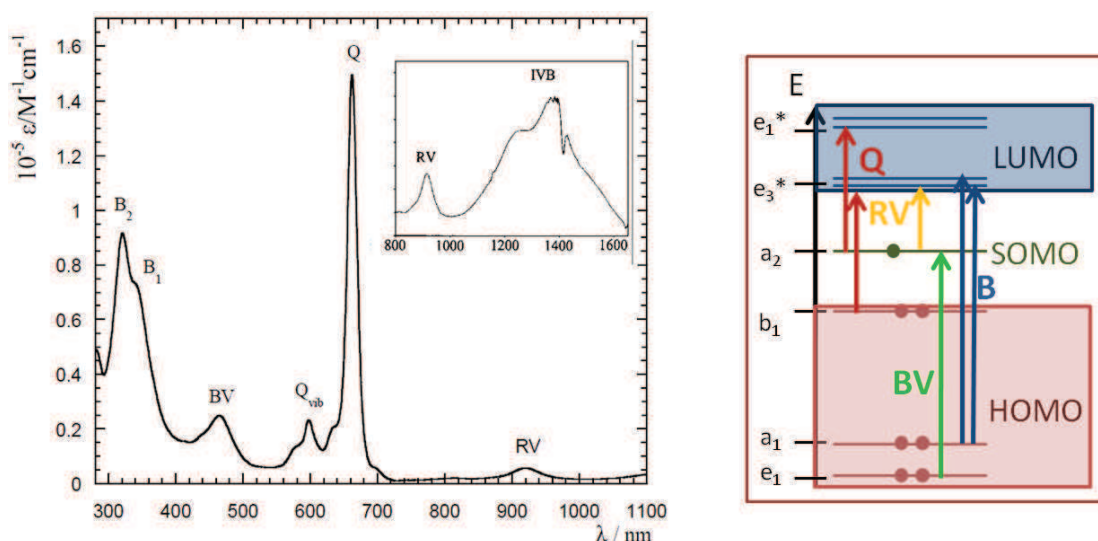 1.6
1.4
1.2
1
0.8
0.6
0.4
0.2
0
10⁻⁵ ε/M⁻¹cm⁻¹
B₂
B₁
BV
Q_vib
Q
RV
300 400 500 600 700 800 900 1000 1100
λ / nm
RV
IVB
800 1000 1200 1400 1600
E
e₁*
e₃*
a₂
b₁
a₁
e₁
Q
RV
BV
B
LUMO
SOMO
HOMO